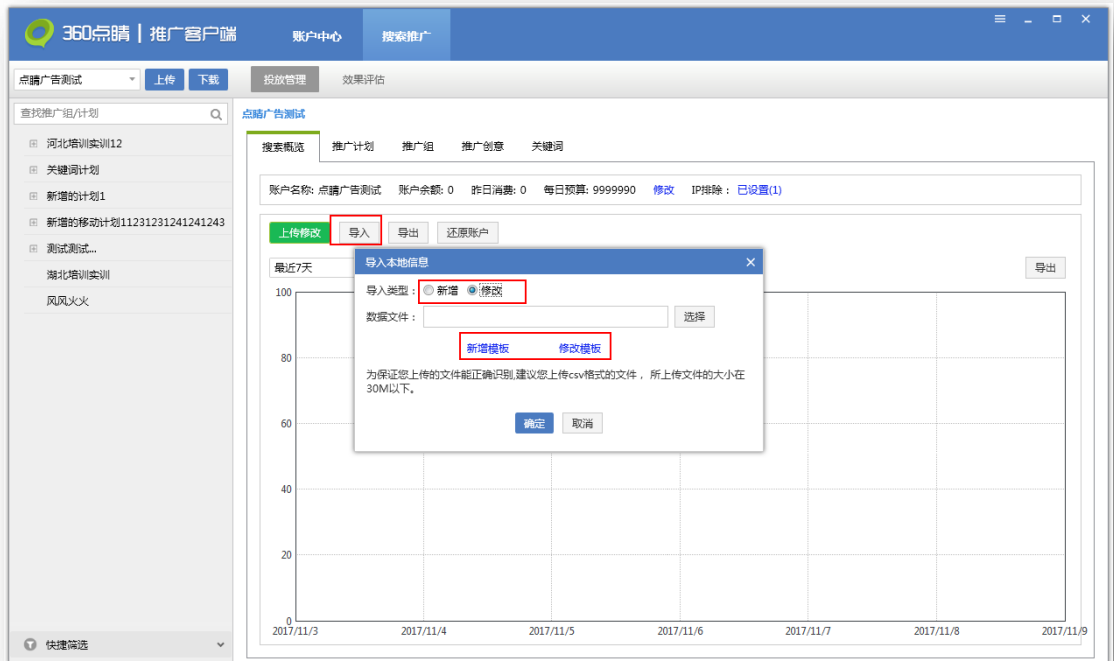 360点睛 | 推广客户端
账户中心
搜索推广
点睛广告测试
上传
下载
投放管理
效果评估
查找推广组/计划
河北培训实训12
关键词计划
新增的计划1
新增的移动计划11231231241241243
测试测试...
湖北培训实训
风风火火
快捷筛选
点睛广告测试
搜索概览
推广计划
推广组
推广创意
关键词
账户名称: 点睛广告测试 账户余额: 0 昨日消费: 0 每日预算: 9999990 修改 IP排除: 已设置(1)
上传修改
导入
导出
还原账户
最近7天
导出
导入本地信息
导入类型: 新增 修改
数据文件: 选择
新增模板 修改模板
为保证您上传的文件能正确识别,建议您上传csv格式的文件，所上传文件的大小在
30M以下。
确定 取消
100
80
60
40
20
0
2017/11/3 2017/11/4 2017/11/5 2017/11/6 2017/11/7 2017/11/8 2017/11/9